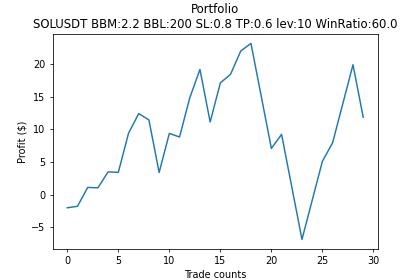 Portfolio
SOLUSDT BBM:2.2 BBL:200 SL:0.8 TP:0.6 lev:10 WinRatio:60.0
Profit ($)
20
15
10
5
0
−5
0 5 10 15 20 25 30
Trade counts